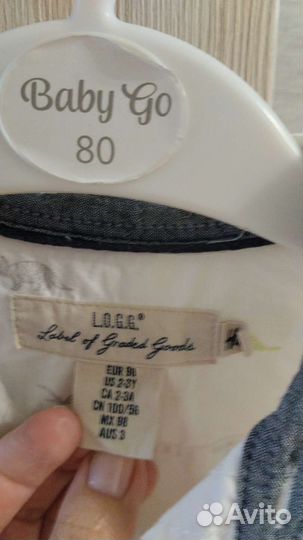 Baby Go
80
L.O.G.G.®
Label of Graded Goods
EUR 98
US 2-3Y
CA 2-3A
CN 100/56
MX 98
AUS 3
Avito